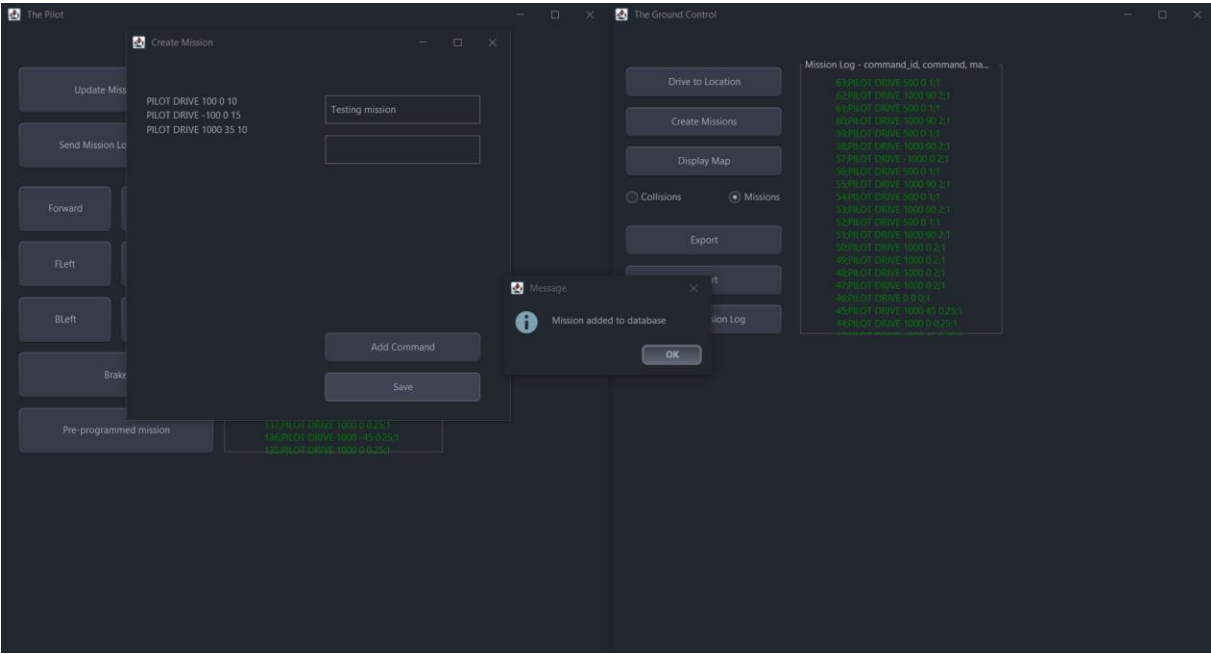 The Pilot
Create Mission
Update Miss
Send Mission Lo
Forward
FLeft
BLeft
Brake
Pre-programmed mission
PILOT DRIVE 100 0 10
PILOT DRIVE -100 0 15
PILOT DRIVE 1000 35 10
Testing mission
Add Command
Save
137;PILOT DRIVE 1000 0 0.25;1
136;PILOT DRIVE 1000 -45 0.25;1
135;PILOT DRIVE 1000 0 0.25;1
Message
Mission added to database
OK
The Ground Control
Drive to Location
Create Missions
Display Map
Collisions
Missions
Export
rt
sion Log
Mission Log - command_id, command, ma...
63;PILOT DRIVE 500 0 1;1
62;PILOT DRIVE 1000 90 2;1
61;PILOT DRIVE 500 0 1;1
60;PILOT DRIVE 1000 90 2;1
59;PILOT DRIVE 500 0 1;1
58;PILOT DRIVE 1000 90 2;1
57;PILOT DRIVE -1000 0 2;1
56;PILOT DRIVE 500 0 1;1
55;PILOT DRIVE 1000 90 2;1
54;PILOT DRIVE 500 0 1;1
53;PILOT DRIVE 1000 90 2;1
52;PILOT DRIVE 500 0 1;1
51;PILOT DRIVE 1000 90 2;1
50;PILOT DRIVE 1000 0 2;1
49;PILOT DRIVE 1000 0 2;1
48;PILOT DRIVE 1000 0 2;1
47;PILOT DRIVE 1000 0 2;1
46;PILOT DRIVE 0 0 0;1
45;PILOT DRIVE 1000 45 0.25;1
44;PILOT DRIVE 1000 0 0.25;1